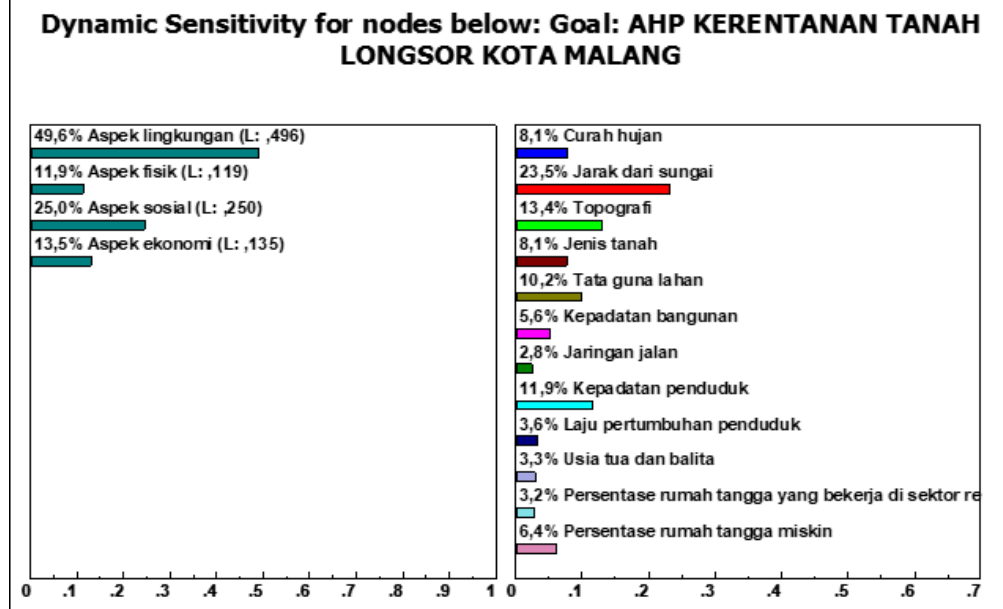 Dynamic Sensitivity for nodes below: Goal: AHP KERENTANAN TANAH
LONGSOR KOTA MALANG
49,6% Aspek lingkungan (L: ,496)
11,9% Aspek fisik (L: ,119)
25,0% Aspek sosial (L: ,250)
13,5% Aspek ekonomi (L: ,135)
0 .1 .2 .3 .4 .5 .6 .7 .8 .9 1
8,1% Curah hujan
23,5% Jarak dari sungai
13,4% Topografi
8,1% Jenis tanah
10,2% Tata guna lahan
5,6% Kepadatan bangunan
2,8% Jaringan jalan
11,9% Kepadatan penduduk
3,6% Laju pertumbuhan penduduk
3,3% Usia tua dan balita
3,2% Persentase rumah tangga yang bekerja di sektor re
6,4% Persentase rumah tangga miskin
0 .1 .2 .3 .4 .5 .6 .7